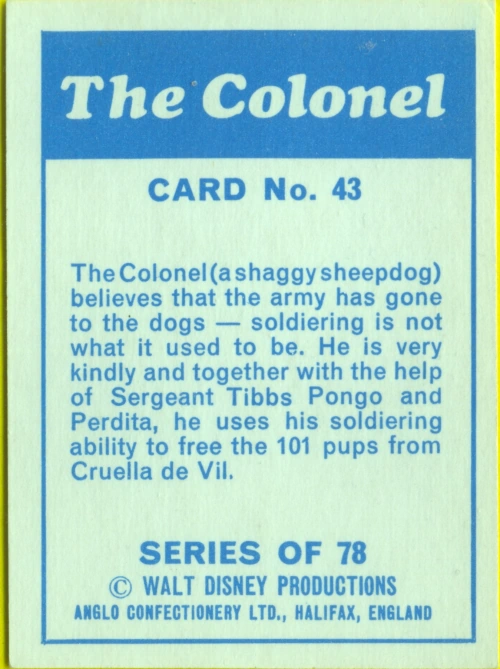 The Colonel
CARD No. 43
The Colonel (a shaggy sheepdog)
believes that the army has gone
to the dogs — soldiering is not
what it used to be. He is very
kindly and together with the help
of Sergeant Tibbs Pongo and
Perdita, he uses his soldiering
ability to free the 101 pups from
Cruella de Vil.
SERIES OF 78
© WALT DISNEY PRODUCTIONS
ANGLO CONFECTIONERY LTD., HALIFAX, ENGLAND